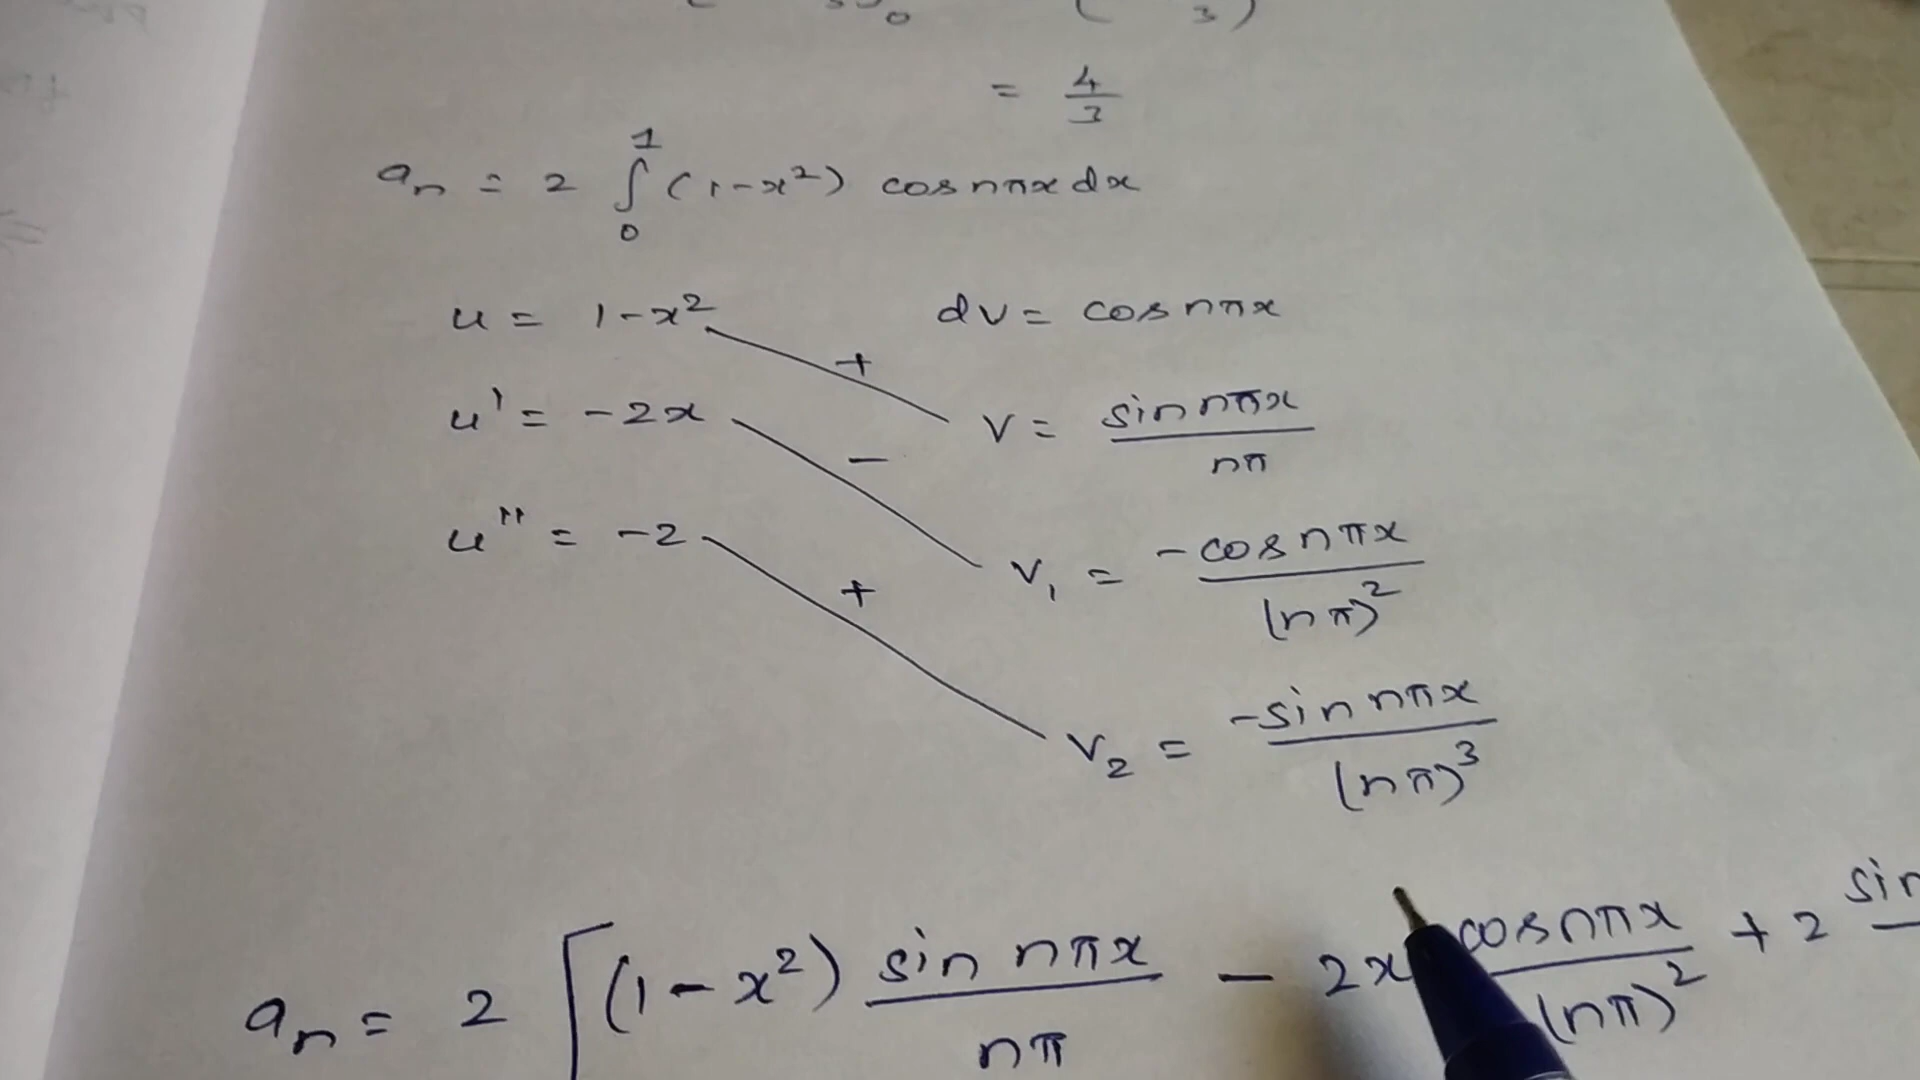 = 4/3
aₙ = 2 ∫₀¹ (1-x²) cos nπx dx
u = 1-x² dv = cos nπx
+
u' = -2x v = sin nπx / nπ
-
u'' = -2 v₁ = -cos nπx / (nπ)²
+
v₂ = -sin nπx / (nπ)³
aₙ = 2 [(1-x²) sin nπx / nπ - 2x cos nπx / (nπ)² + 2